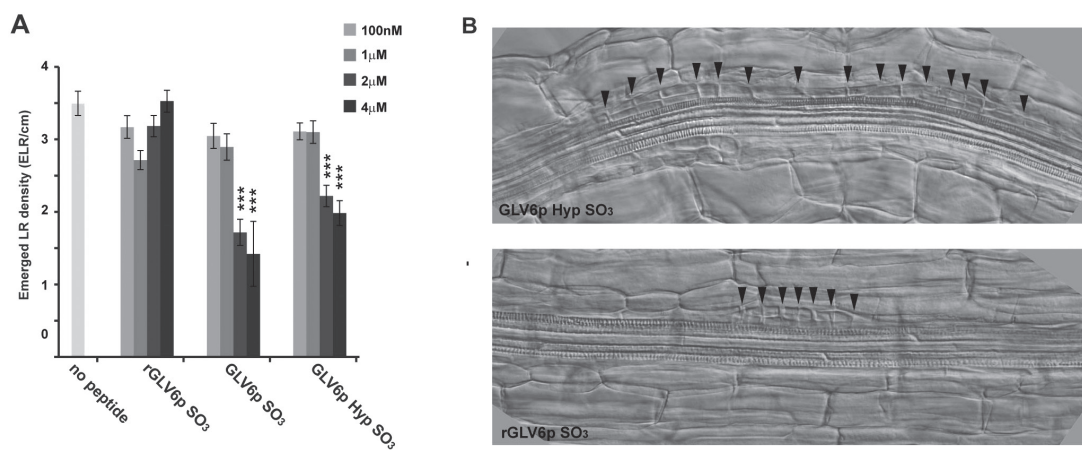 A
100nM
1µM
2µM
4µM
Emerged LR density (ELR/cm)
4
3
2
1
0
***
***
***
***
no peptide
rGLV6p SO₃
GLV6p SO₃
GLV6p Hyp SO₃
B
GLV6p Hyp SO₃
-
rGLV6p SO₃